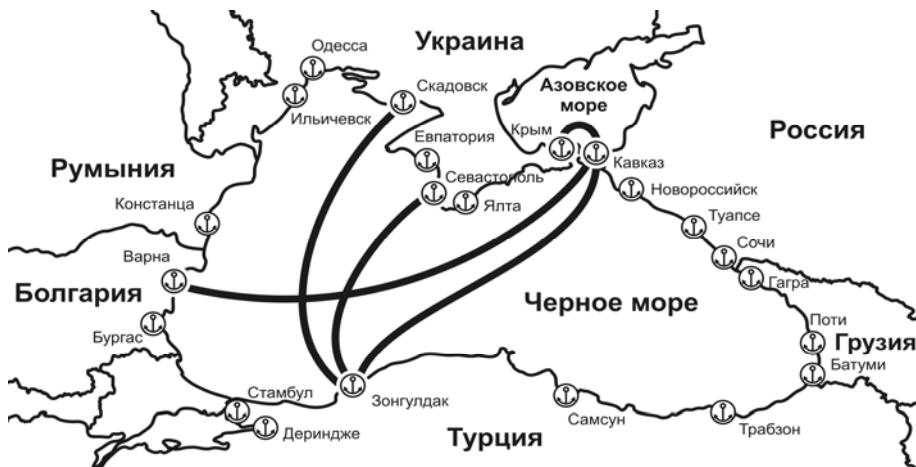 Одесса
Украина
Скадовск
Азовское
море
Ильичевск
Крым
Россия
Евпатория
Кавказ
Румыния
Севастополь
Новороссийск
Констанца
Ялта
Туапсе
Сочи
Варна
Гагра
Болгария
Черное море
Поти
Бургас
Грузия
Батуми
Стамбул
Зонгулдак
Самсун
Дериндже
Турция
Трабзон